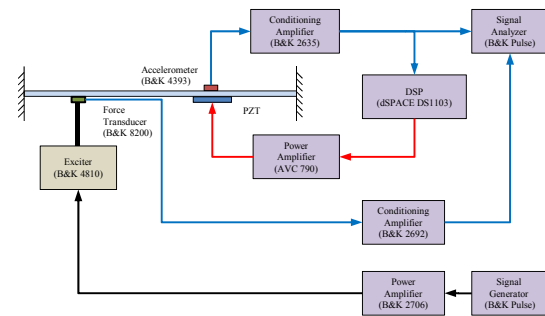 Conditioning
Amplifier
(B&K 2635)
Signal
Analyzer
(B&K Pulse)
Accelerometer
(B&K 4393)
DSP
(dSPACE DS1103)
Force
Transducer
(B&K 8200)
PZT
Power
Amplifier
(AVC 790)
Exciter
(B&K 4810)
Conditioning
Amplifier
(B&K 2692)
Power
Amplifier
(B&K 2706)
Signal
Generator
(B&K Pulse)